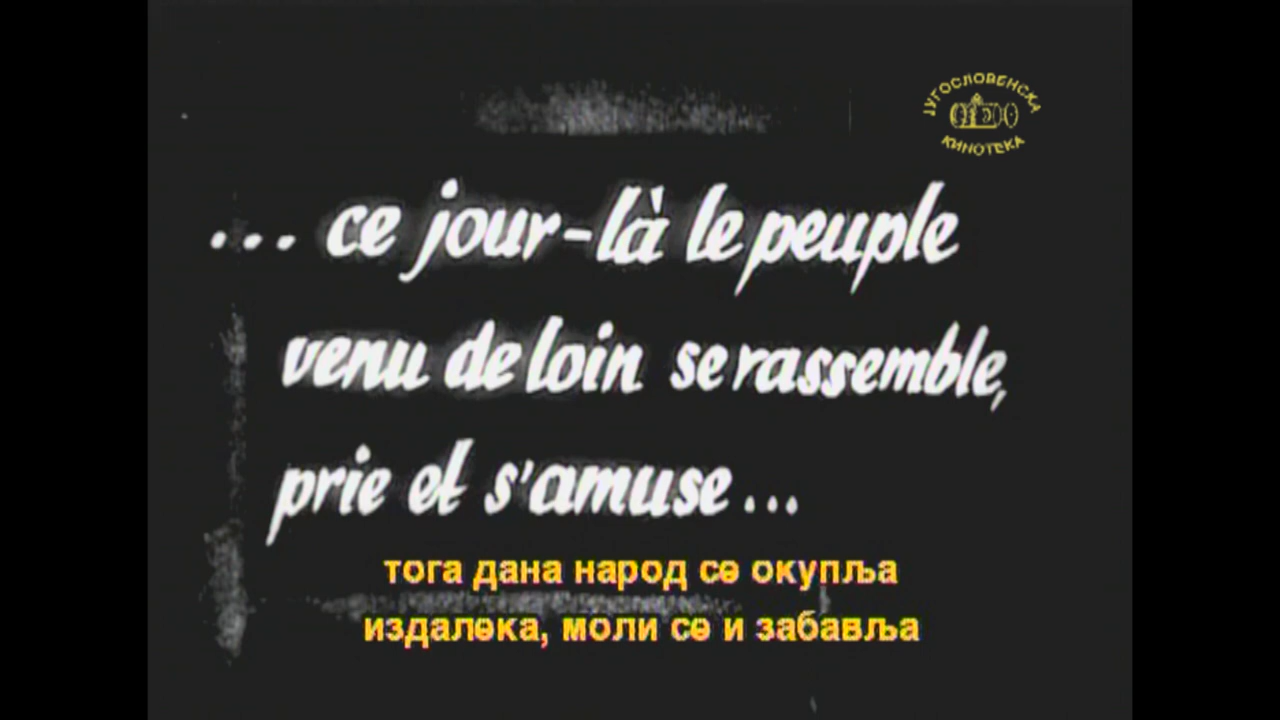 ЈУГОСЛОВЕНСКА
КИНОТЕКА
... ce jour-là le peuple
venu de loin se rassemble,
prie et s'amuse...
тога дана народ се окупља
издалека, моли се и забавља